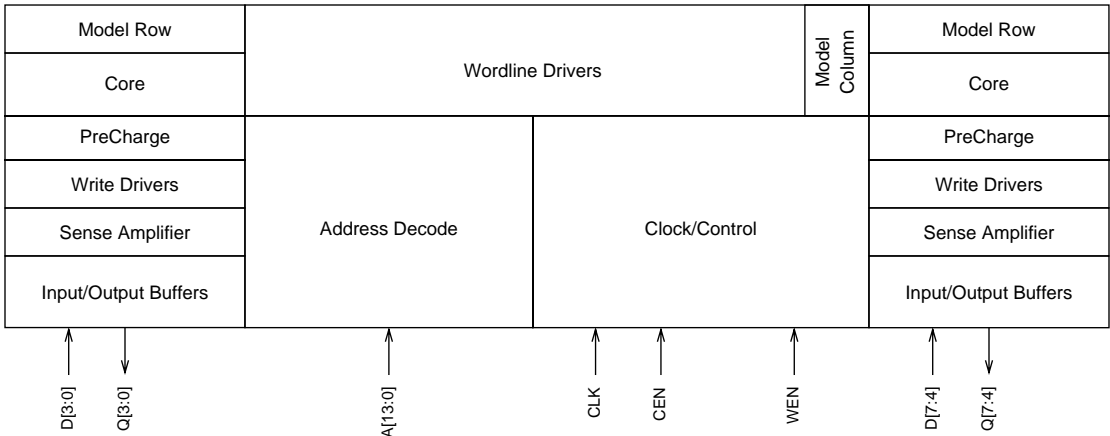 Model Row
Core
PreCharge
Write Drivers
Sense Amplifier
Input/Output Buffers
Wordline Drivers
Model
Column
Address Decode
Clock/Control
Model Row
Core
PreCharge
Write Drivers
Sense Amplifier
Input/Output Buffers
D[3:0]
Q[3:0]
A[13:0]
CLK
CEN
WEN
D[7:4]
Q[7:4]